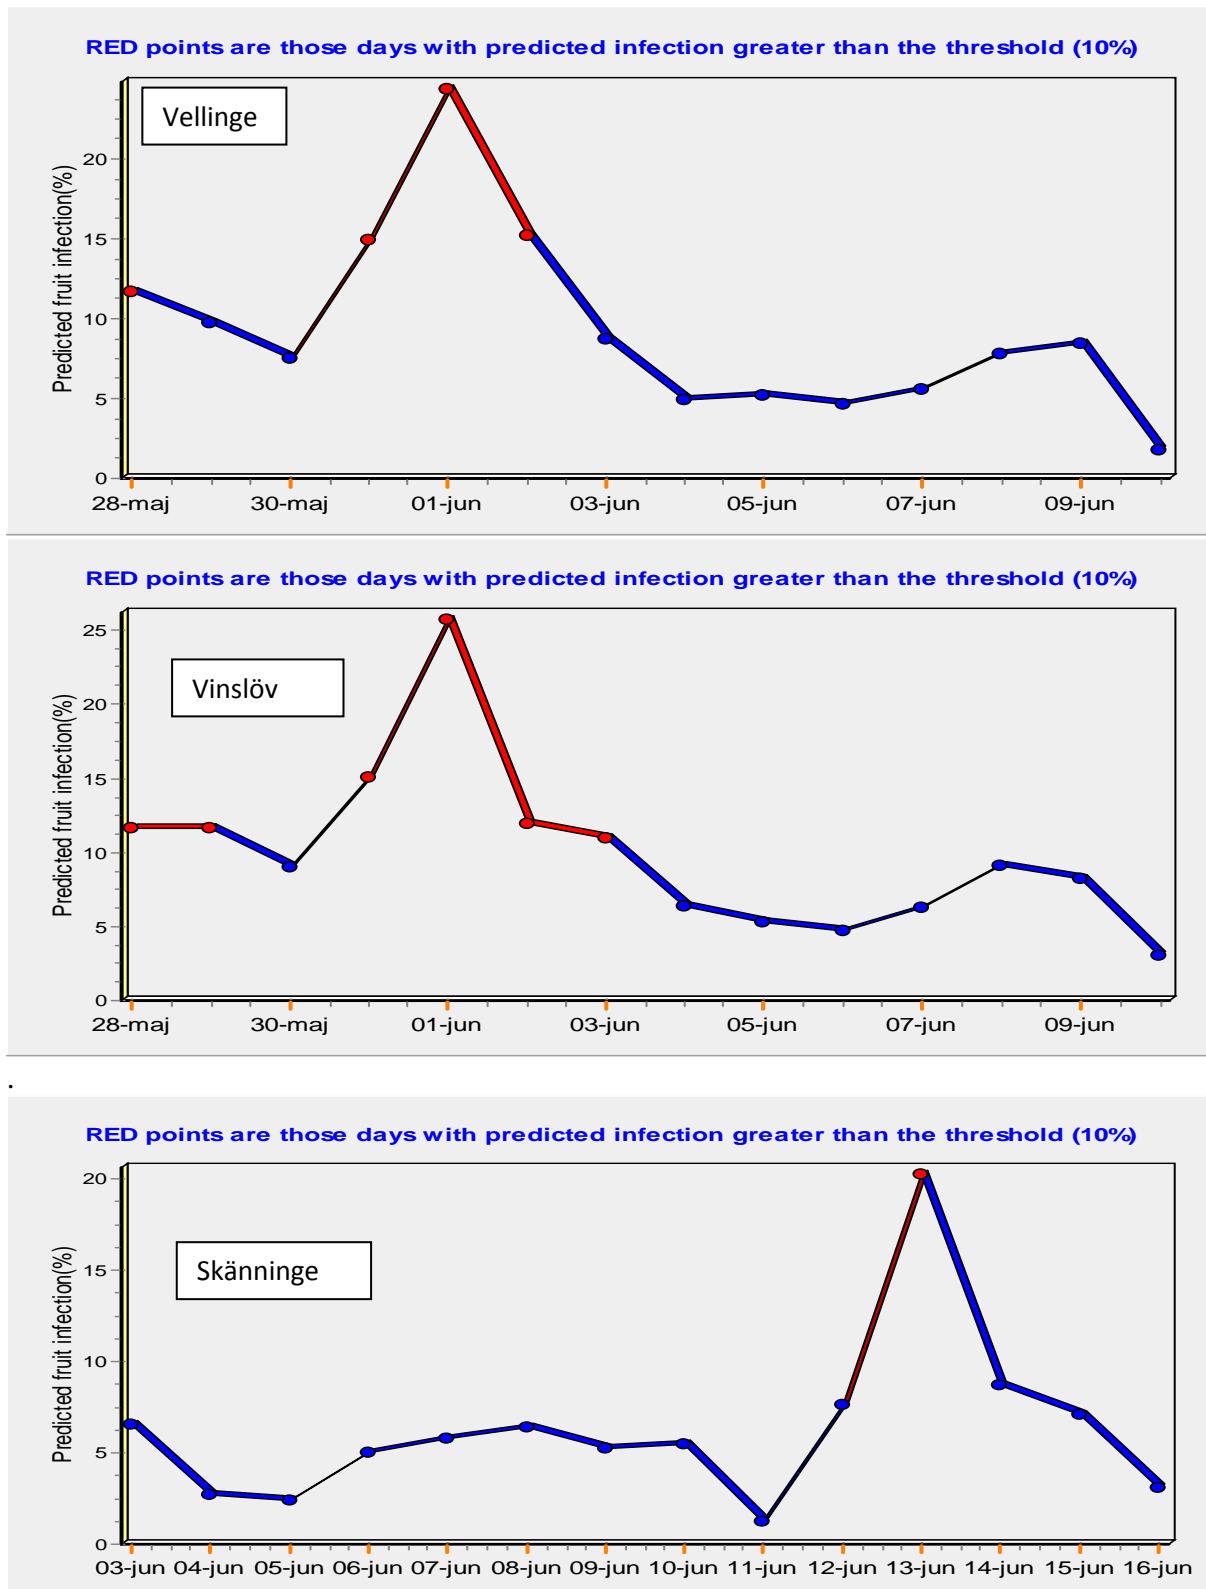 RED points are those days with predicted infection greater than the threshold (10%)
Vellinge
Predicted fruit infection(%)
20
15
10
5
0
28-maj 30-maj 01-jun 03-jun 05-jun 07-jun 09-jun
RED points are those days with predicted infection greater than the threshold (10%)
Vinslöv
Predicted fruit infection(%)
25
20
15
10
5
0
28-maj 30-maj 01-jun 03-jun 05-jun 07-jun 09-jun
.
RED points are those days with predicted infection greater than the threshold (10%)
Skänninge
Predicted fruit infection(%)
20
15
10
5
0
03-jun 04-jun 05-jun 06-jun 07-jun 08-jun 09-jun 10-jun 11-jun 12-jun 13-jun 14-jun 15-jun 16-jun